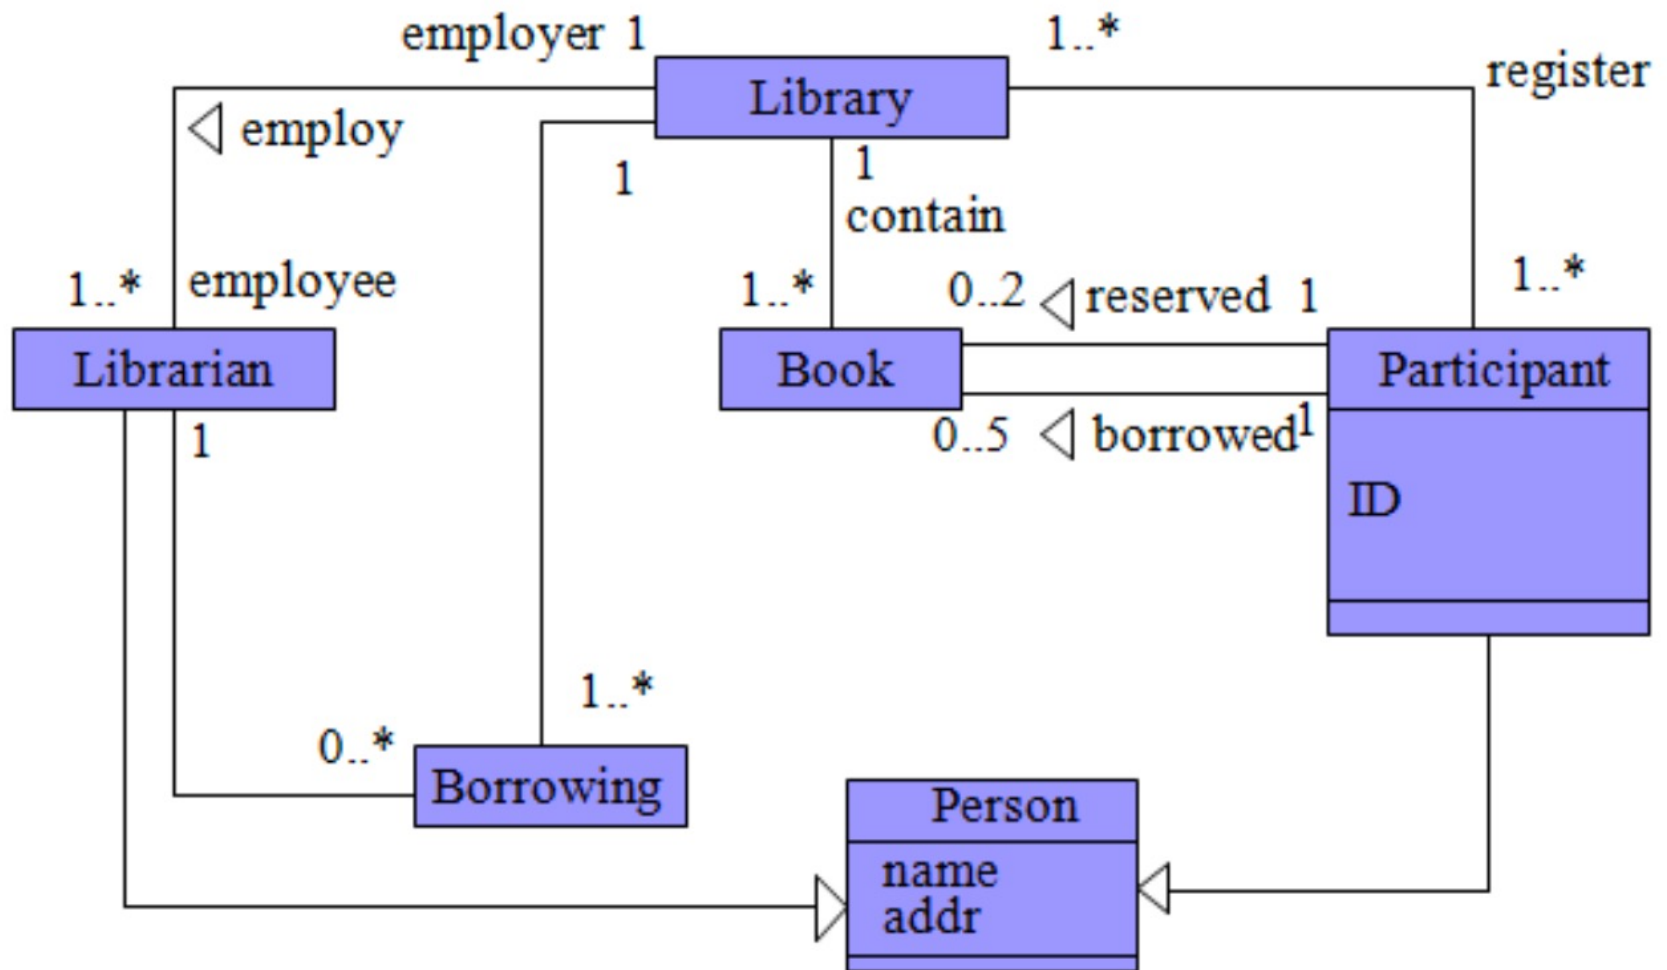 employer 1
1..*
register
Library
employ
1
1
contain
1..*
employee
1..*
0..2
reserved 1
1..*
Librarian
Book
Participant
1
0..5
borrowed 1
ID
1..*
0..*
Borrowing
Person
name
addr